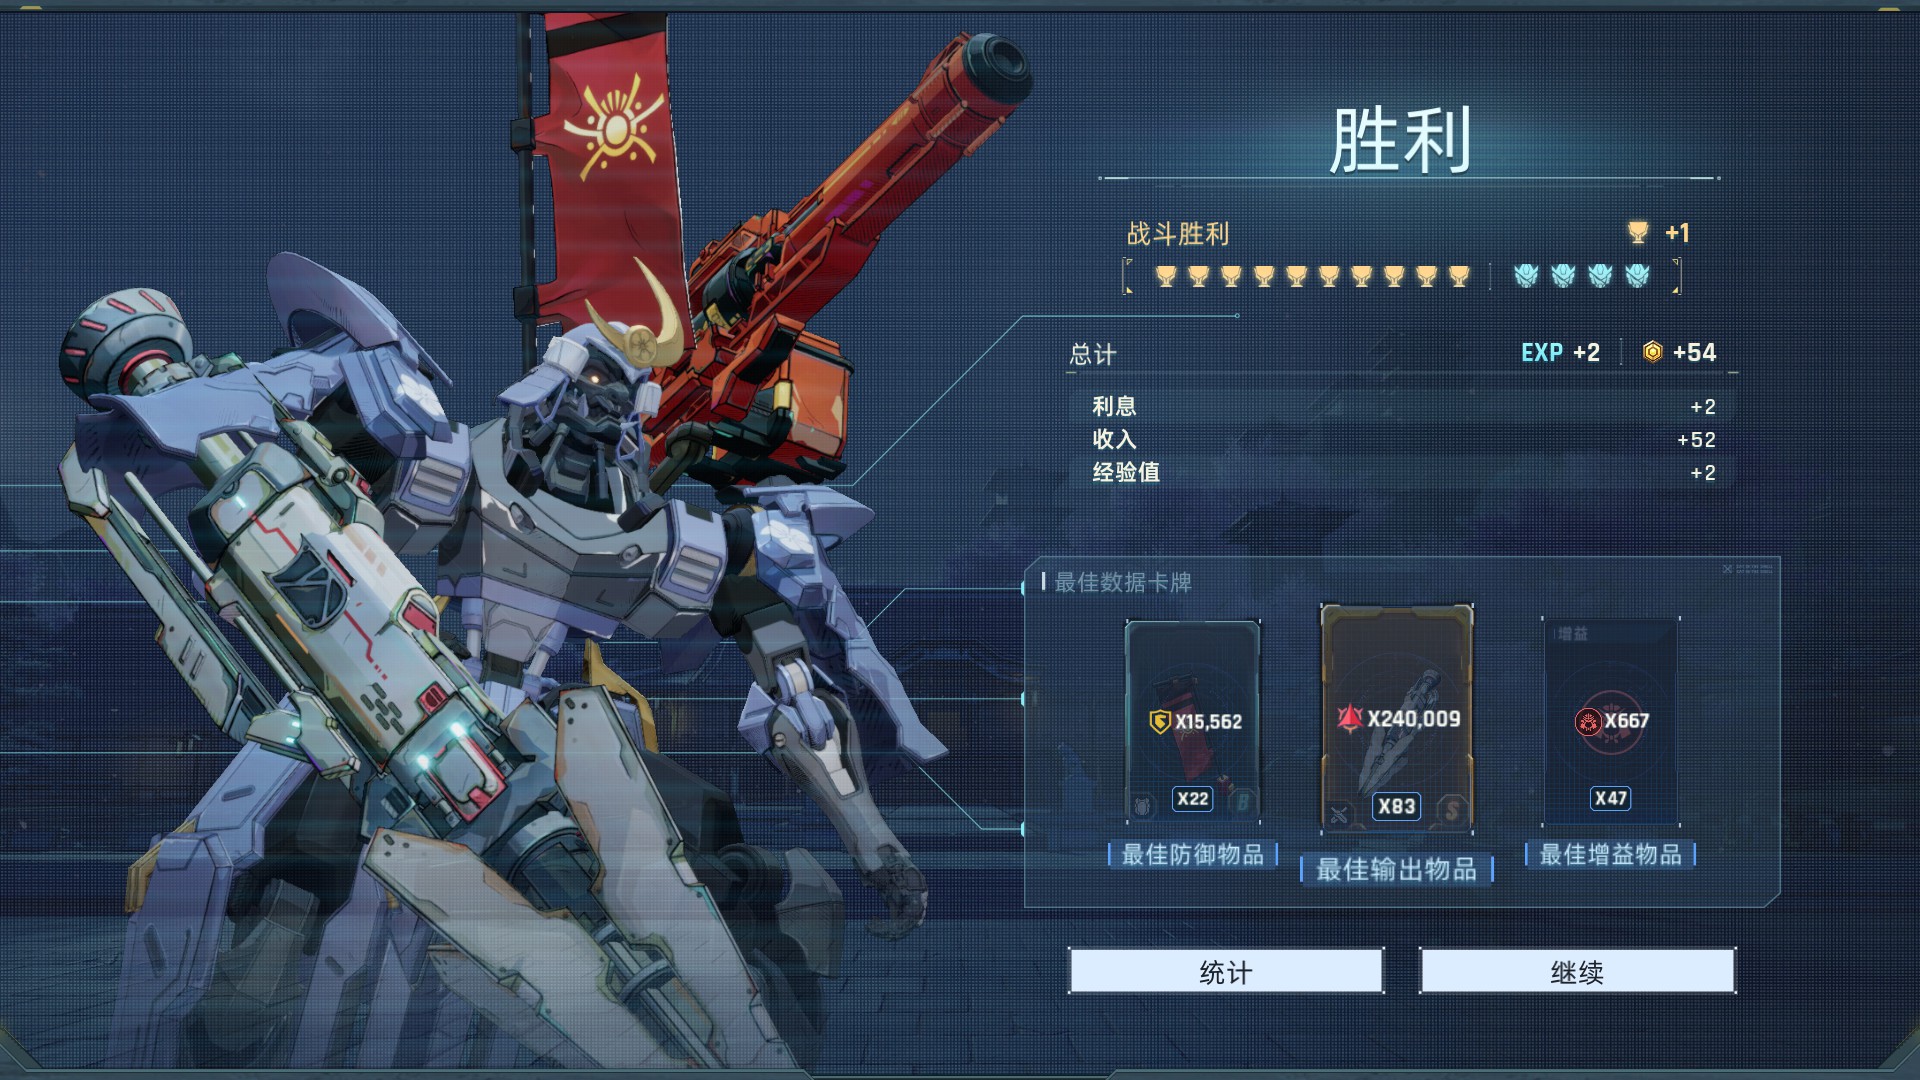 胜利
战斗胜利 +1
总计 EXP +2 +54
利息 +2
收入 +52
经验值 +2
最佳数据卡牌
增益
X15,562
X240,009
X667
X22
B
X83
S
X47
最佳防御物品
最佳输出物品
最佳增益物品
统计
继续